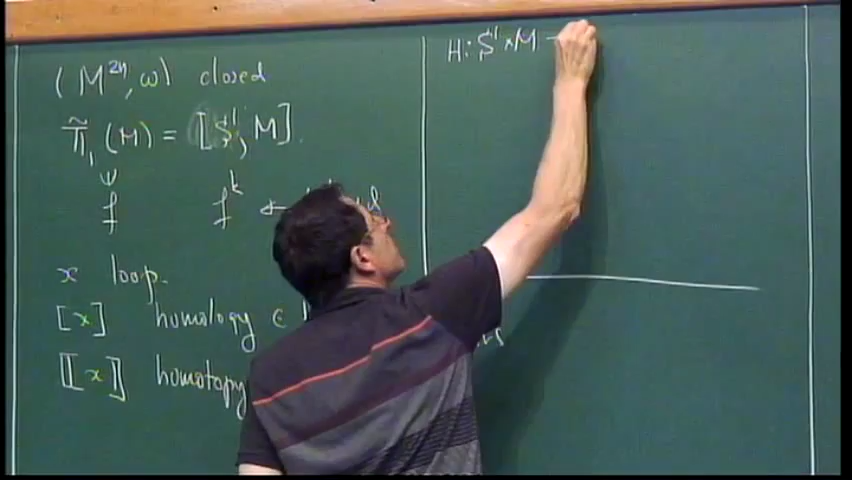 (M²ⁿ, ω) closed
π̃₁(M) = [S¹, M]
ψ
f fᵏ ←
x loop.
[x] homology ∈
[[x]] homotopy
H: S¹ × M →